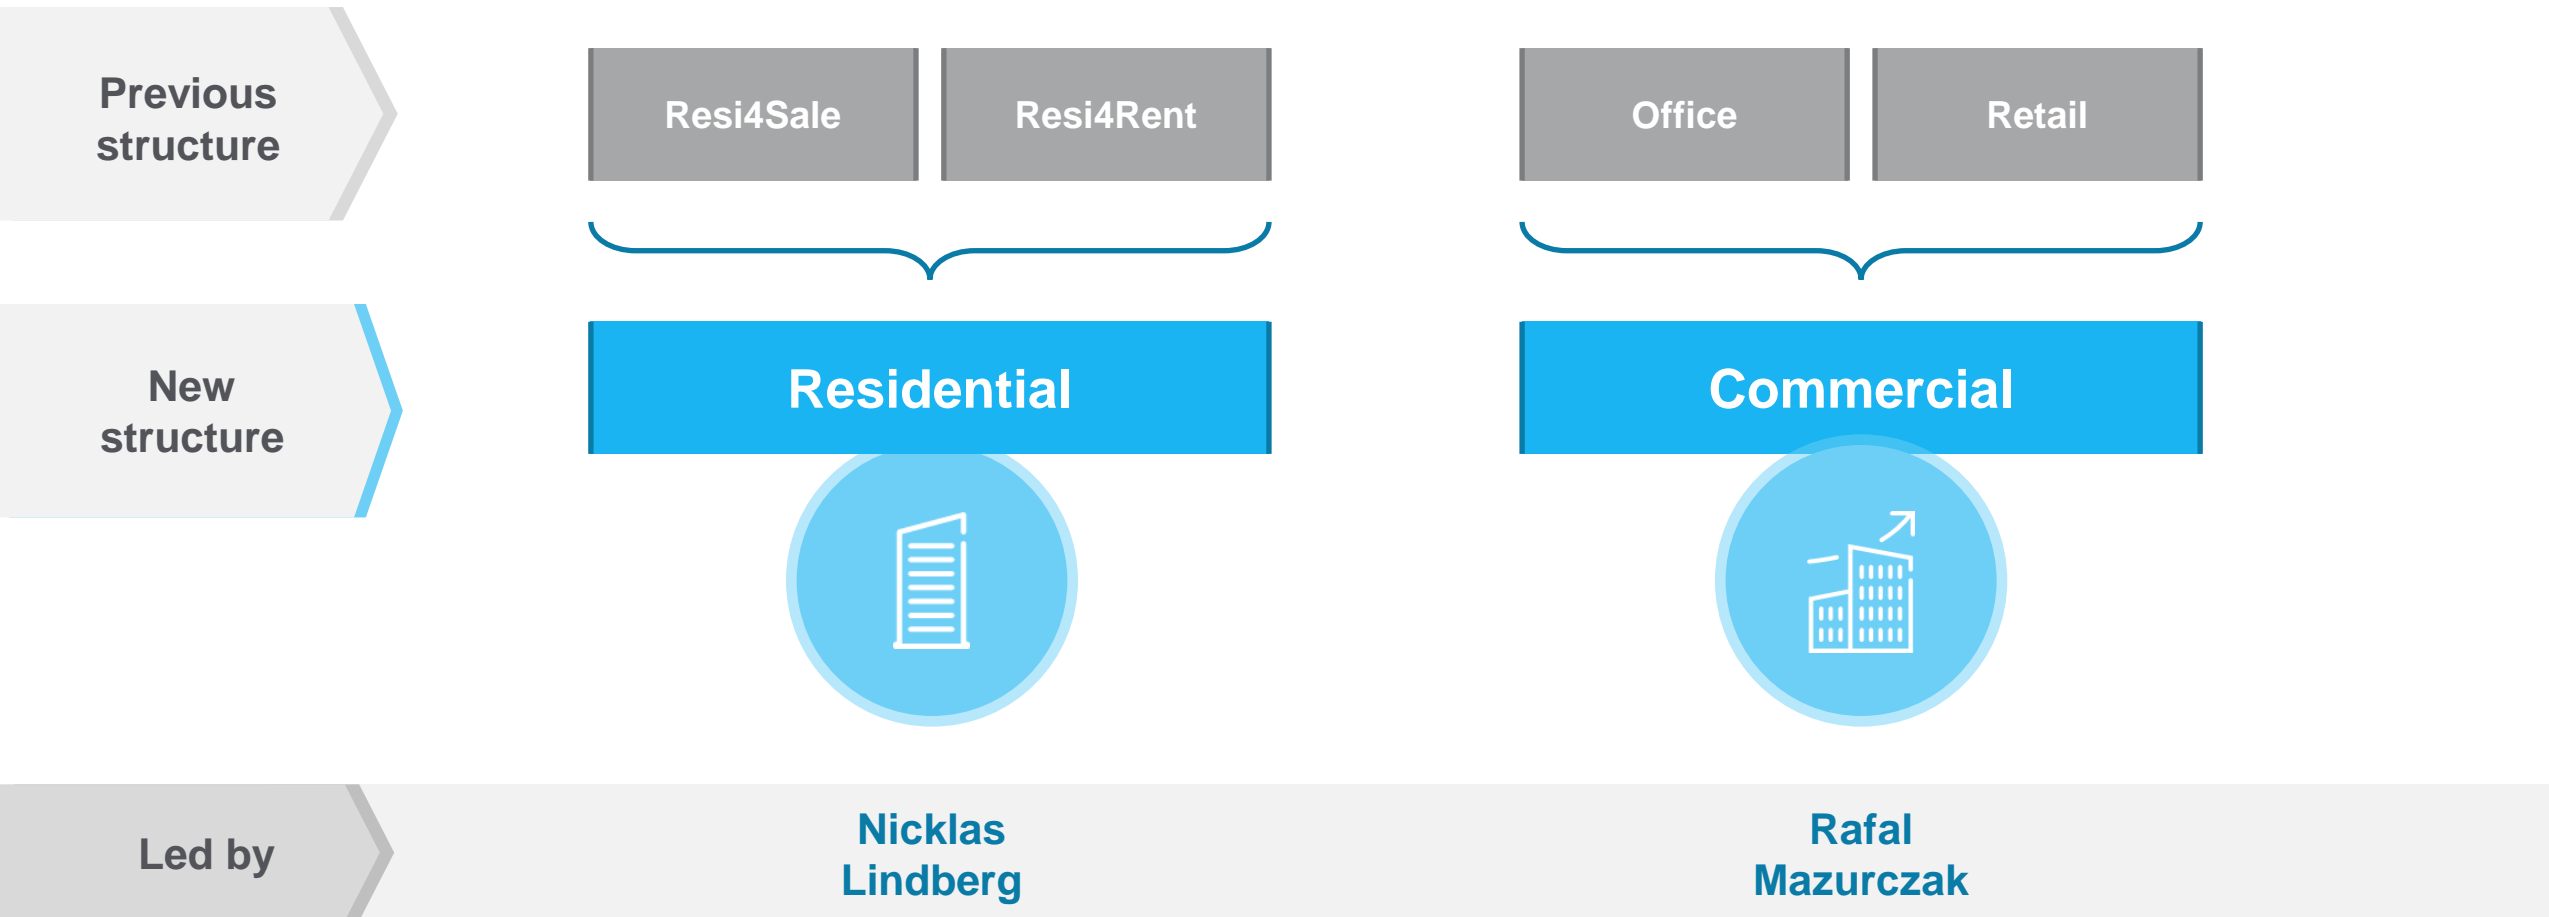 Previous
structure
Resi4Sale
Resi4Rent
Office
Retail
New
structure
Residential
Commercial
Led by
Nicklas
Lindberg
Rafal
Mazurczak